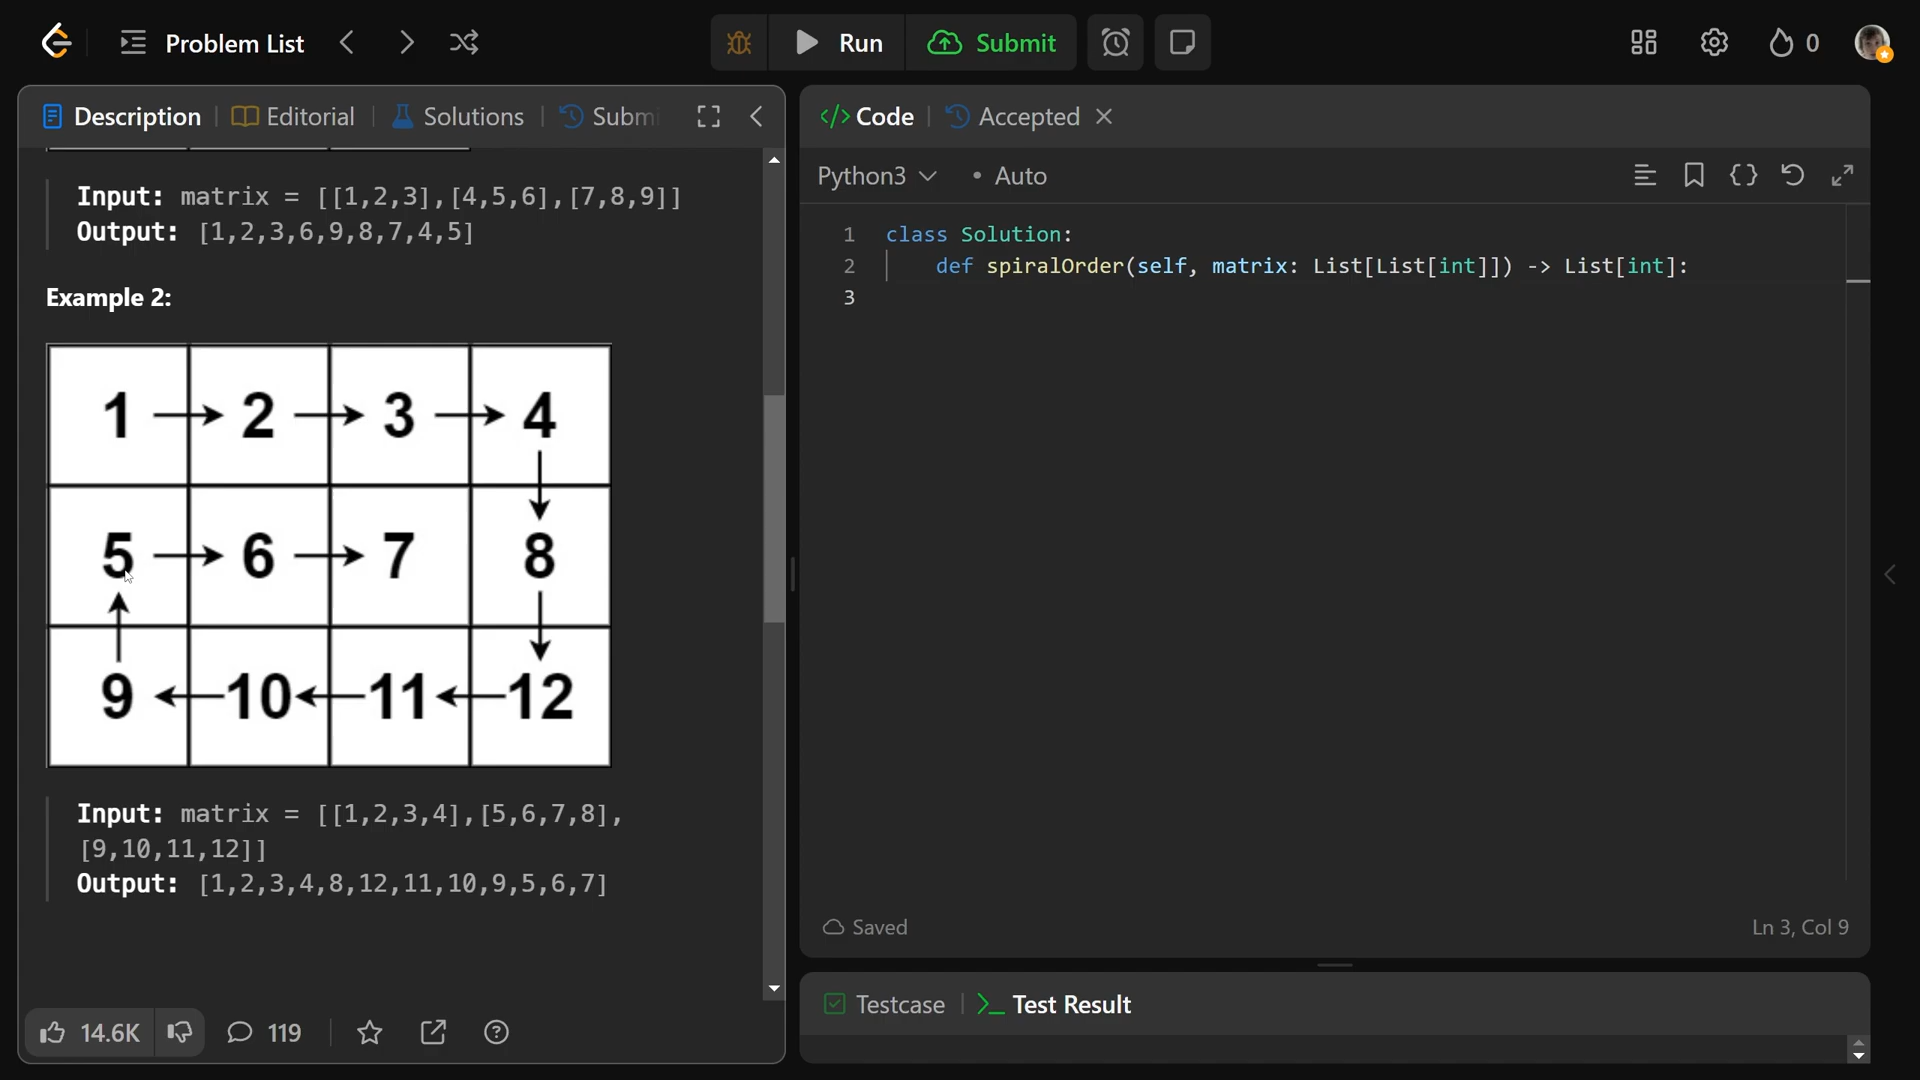 Problem List
Run
Submit
0
Description
Editorial
Solutions
Submi
Input: matrix = [[1,2,3],[4,5,6],[7,8,9]]
Output: [1,2,3,6,9,8,7,4,5]
Example 2:
1 2 3 4
5 6 7 8
9 10 11 12
Input: matrix = [[1,2,3,4],[5,6,7,8],
[9,10,11,12]]
Output: [1,2,3,4,8,12,11,10,9,5,6,7]
14.6K
119
</> Code
Accepted
Python3
• Auto
1 class Solution:
2 def spiralOrder(self, matrix: List[List[int]]) -> List[int]:
3
Saved
Ln 3, Col 9
Testcase
>_ Test Result